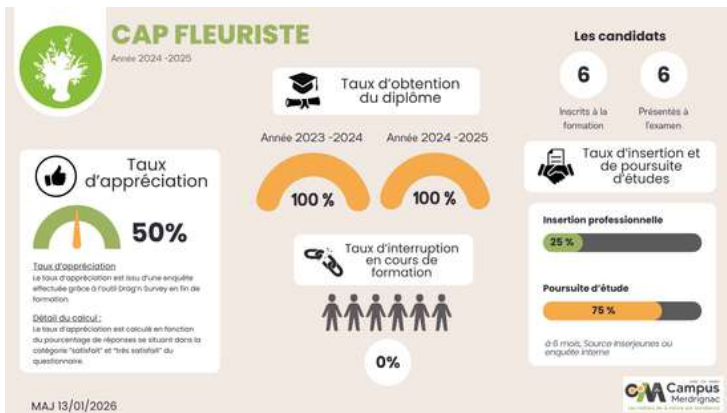 CAP FLEURISTE
Année 2024 -2025
Taux
d'appréciation
50%
Taux d'appréciation
Le taux d'appréciation est issu d'une enquête
effectuée grâce à l'outil Drag'n Survey en fin de
formation.
Détail du calcul :
Le taux d'appréciation est calculé en fonction
du pourcentage de réponses se situant dans la
catégorie "satisfait" et "très satisfait" du
questionnaire.
MAJ 13/01/2026
Taux d'obtention
du diplôme
Année 2023 -2024
Année 2024 -2025
100 %
100 %
Taux d'interruption
en cours de
formation
0%
Les candidats
6
6
Inscrits à la
formation
Présentés à
l'examen
Taux d'insertion et
de poursuite
d'études
Insertion professionnelle
25 %
Poursuite d'étude
75 %
à 6 mois, Source Inserjeunes ou
enquête interne
Campus
Merdrignac